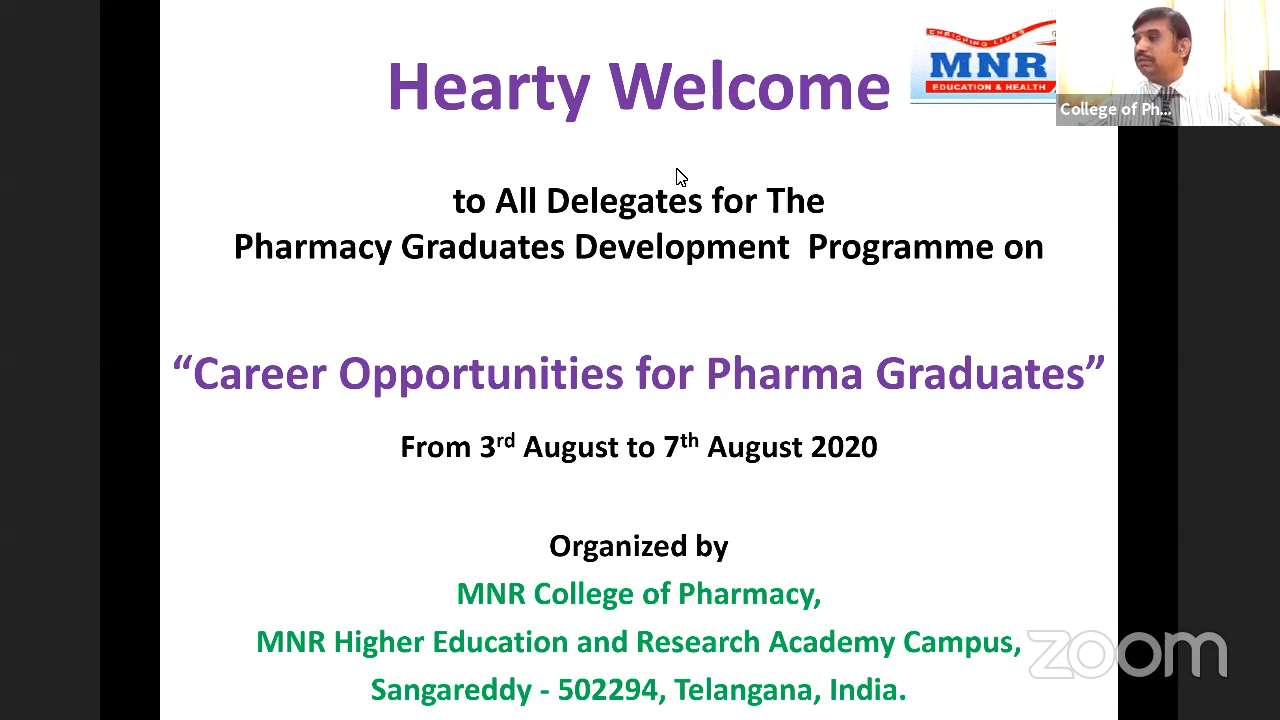 Hearty Welcome
ENRICHING LIVES
MNR
EDUCATION & HEALTH
College of Ph...
to All Delegates for The
Pharmacy Graduates Development Programme on
“Career Opportunities for Pharma Graduates”
From 3rd August to 7th August 2020
Organized by
MNR College of Pharmacy,
MNR Higher Education and Research Academy Campus,
zoom
Sangareddy - 502294, Telangana, India.